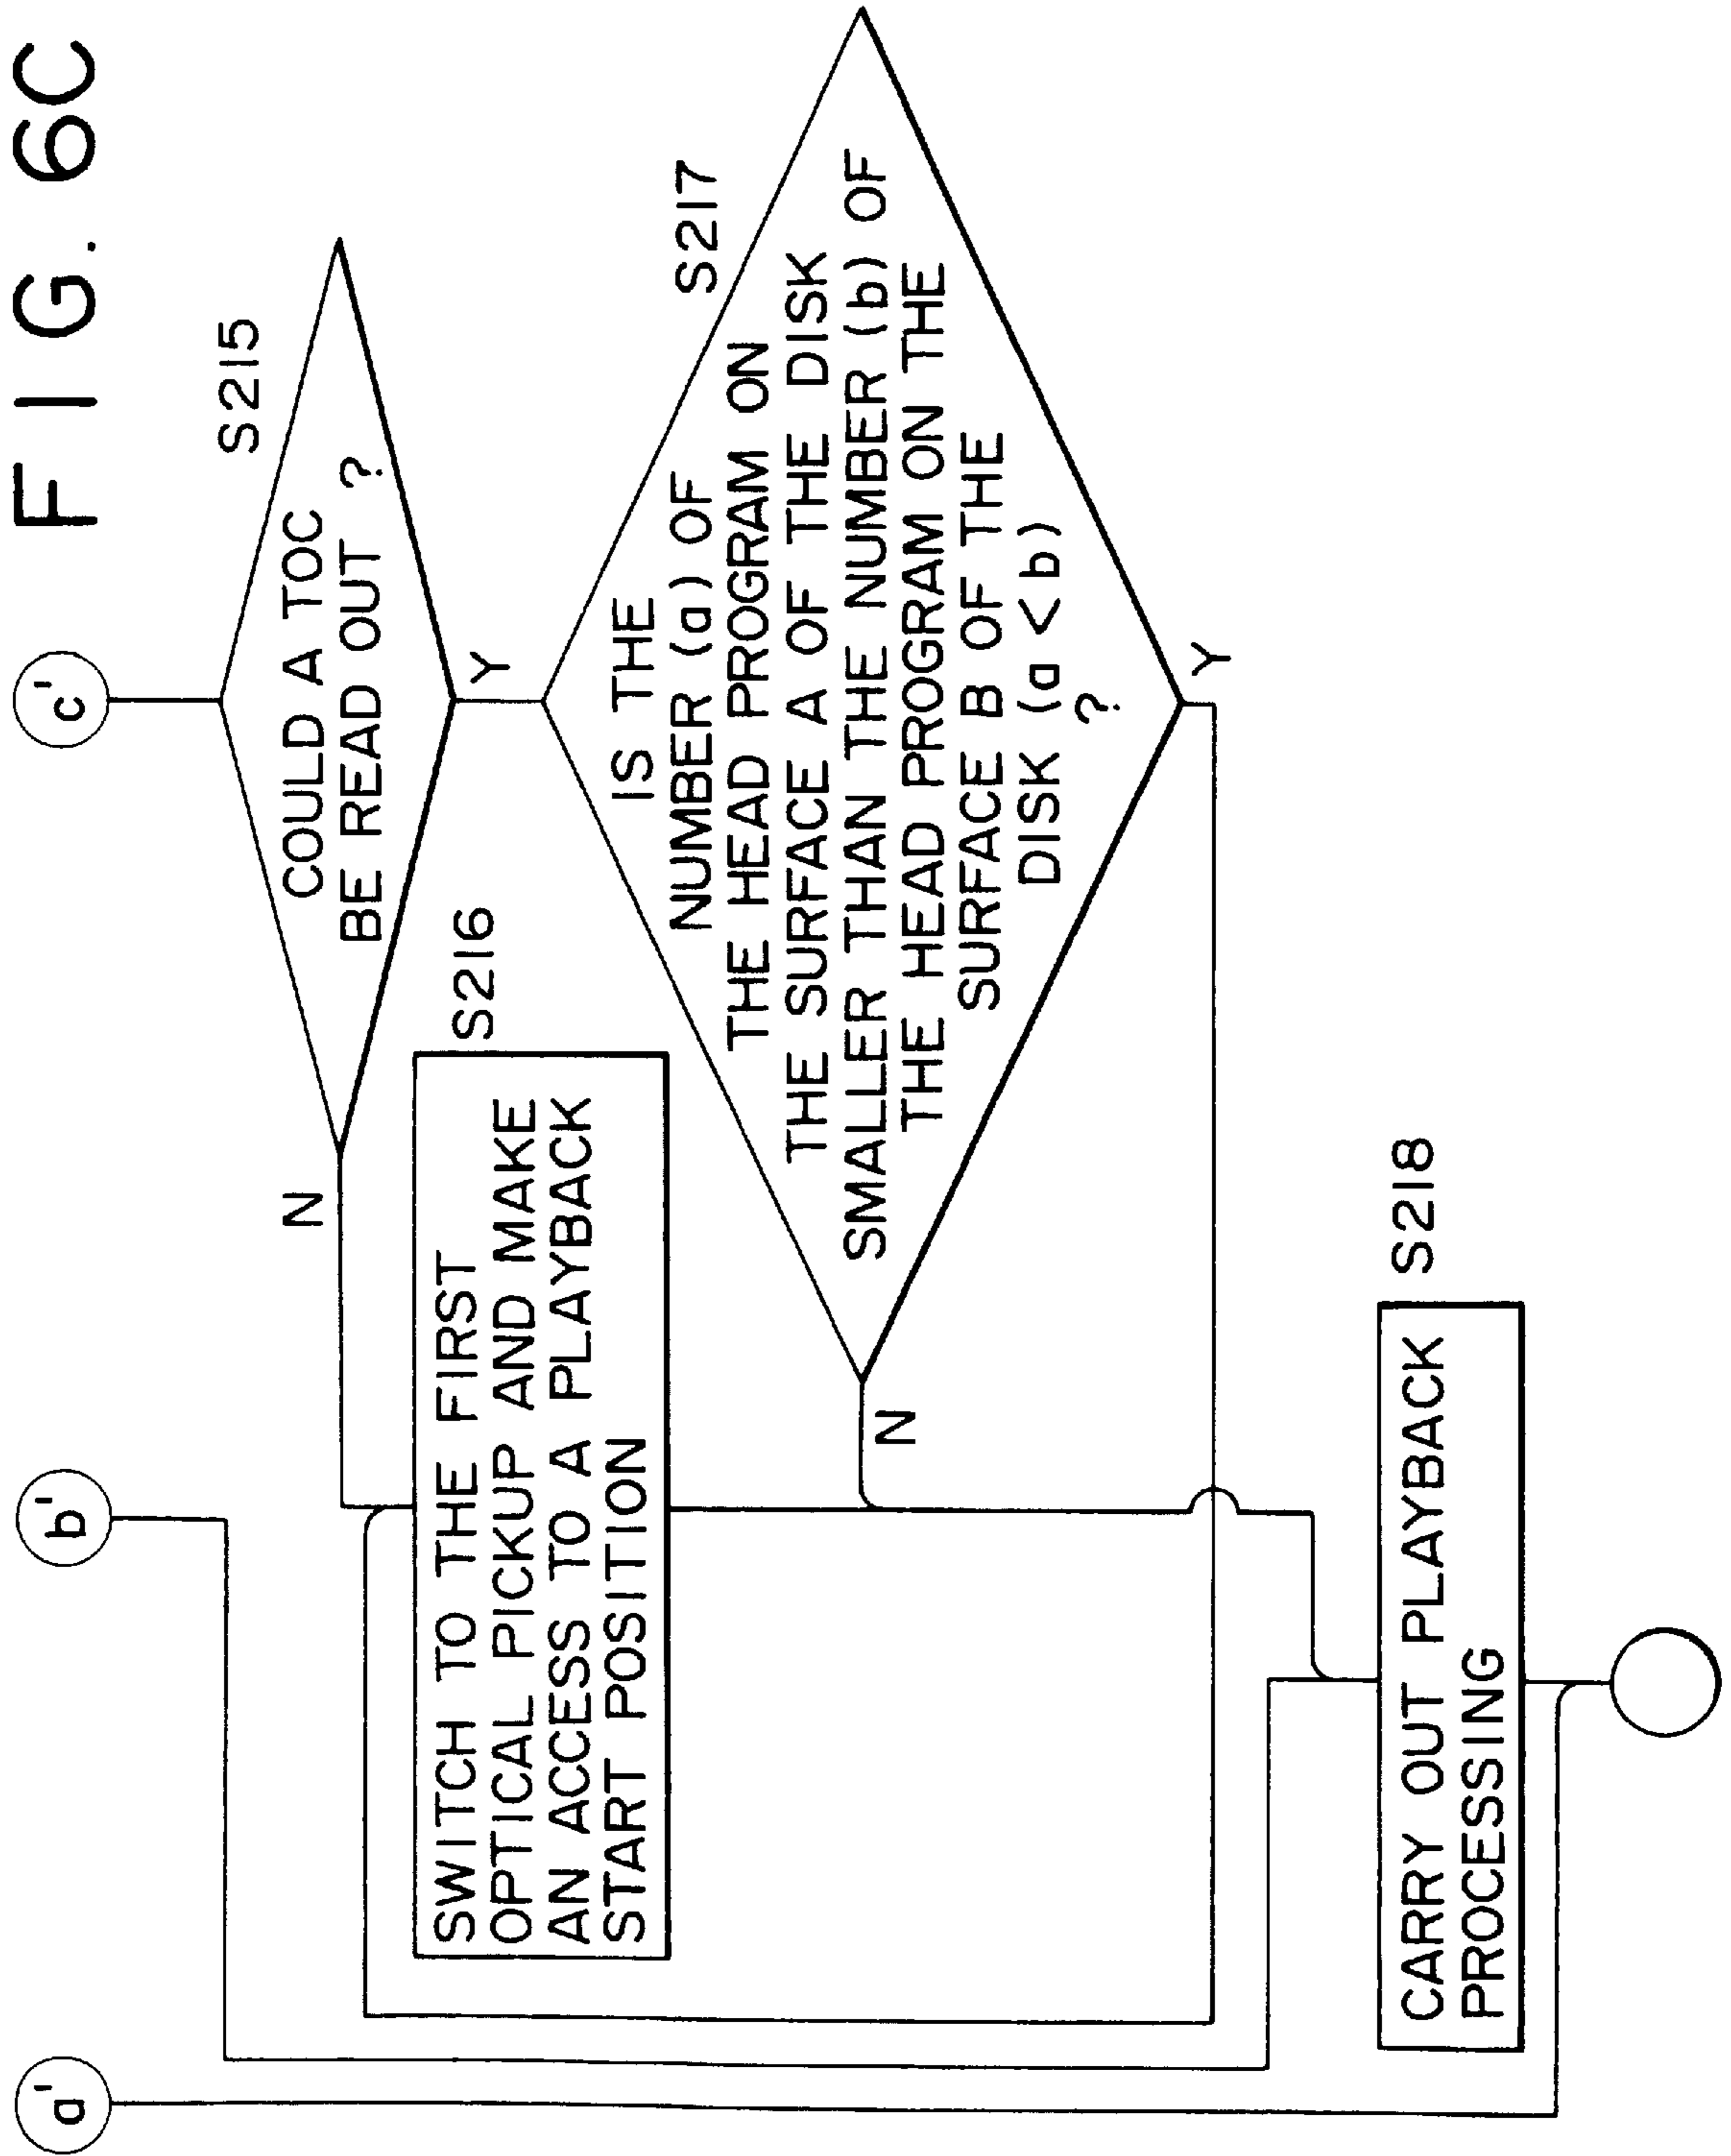 F I G. 6C
a'
b'
c'
S215
COULD A TOC
BE READ OUT ?
N
Y
S216
SWITCH TO THE FIRST
OPTICAL PICKUP AND MAKE
AN ACCESS TO A PLAYBACK
START POSITION
S217
IS THE
NUMBER (a) OF
THE HEAD PROGRAM ON
THE SURFACE A OF THE DISK
SMALLER THAN THE NUMBER (b) OF
THE HEAD PROGRAM ON THE
SURFACE B OF THE
DISK (a < b)
?
N
Y
S218
CARRY OUT PLAYBACK
PROCESSING